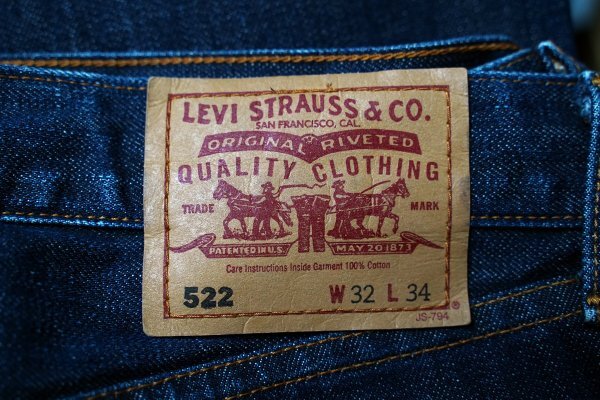 LEVI STRAUSS & CO.
SAN FRANCISCO, CAL.
ORIGINAL RIVETED
QUALITY CLOTHING
TRADE MARK
PATENTED IN U.S. MAY 20 1873
Care Instructions Inside Garment 100% Cotton
522 W 32 L 34
JS-794 ®